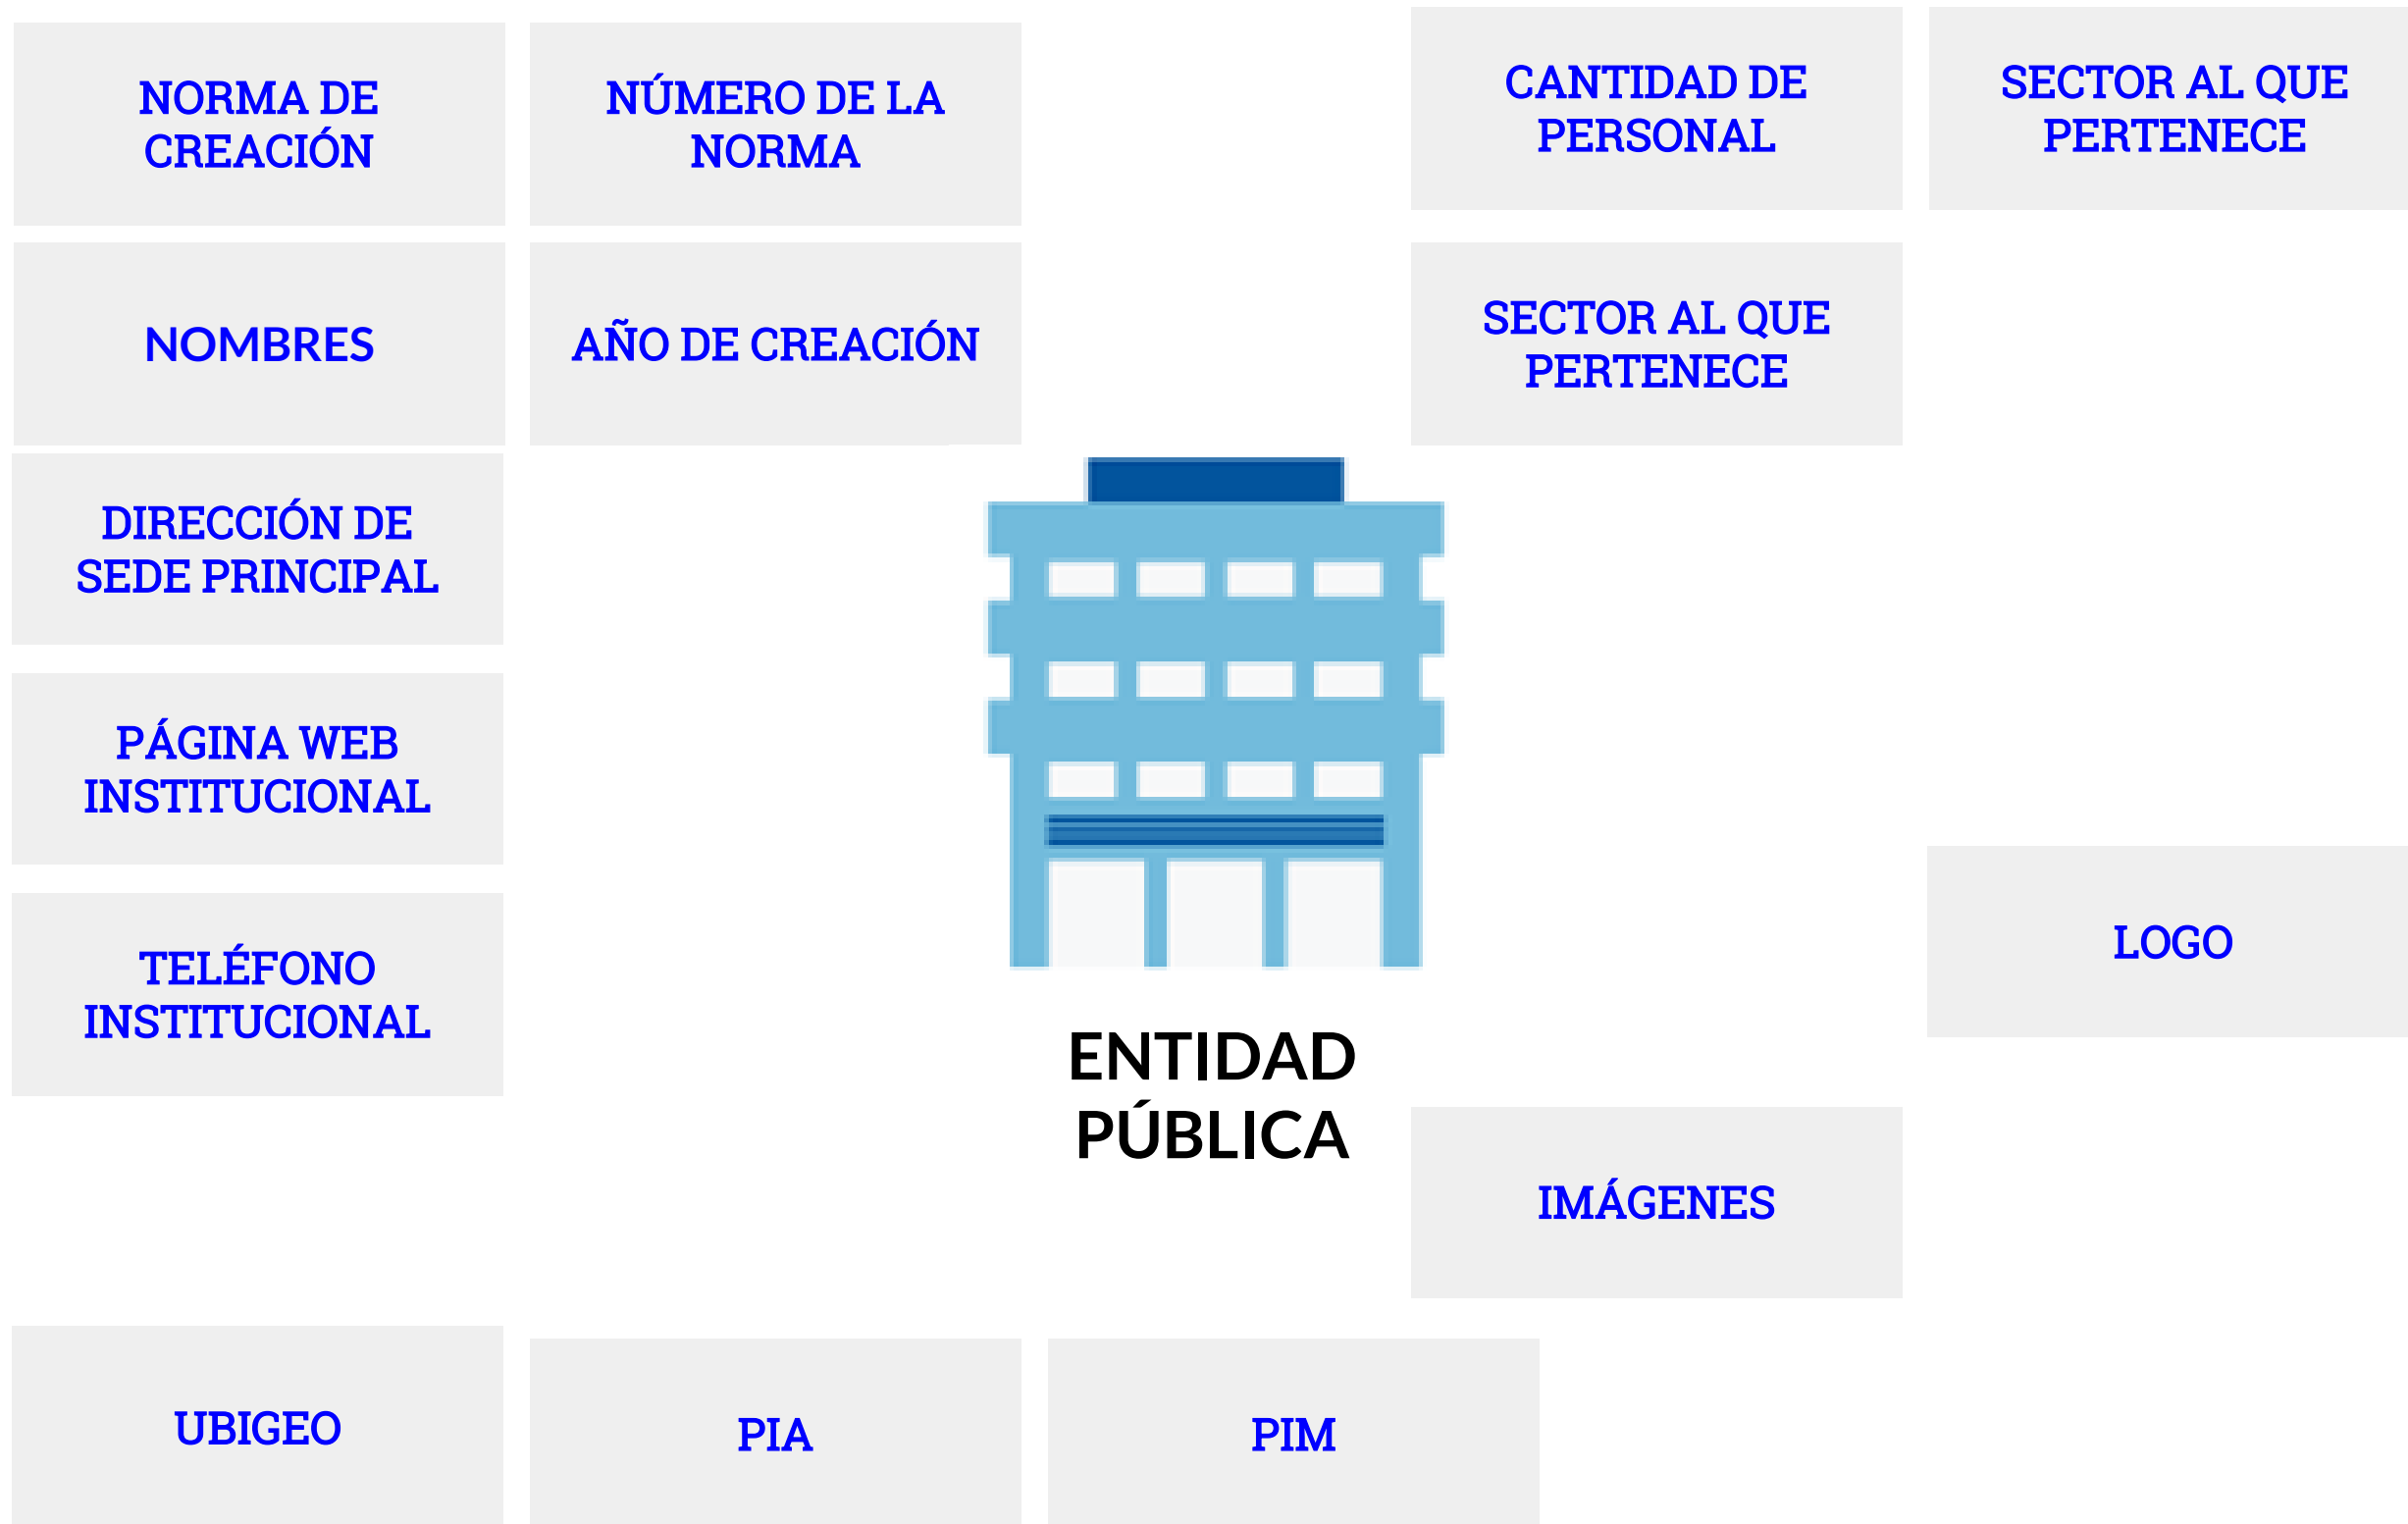 NORMA DE
CREACIÓN
NÚMERO DE LA
NORMA
CANTIDAD DE
PERSONAL
SECTOR AL QUE
PERTENECE
NOMBRES
AÑO DE CREACIÓN
SECTOR AL QUE
PERTENECE
DIRECCIÓN DE
SEDE PRINCIPAL
PÁGINA WEB
INSTITUCIONAL
TELÉFONO
INSTITUCIONAL
LOGO
ENTIDAD
PÚBLICA
IMÁGENES
UBIGEO
PIA
PIM